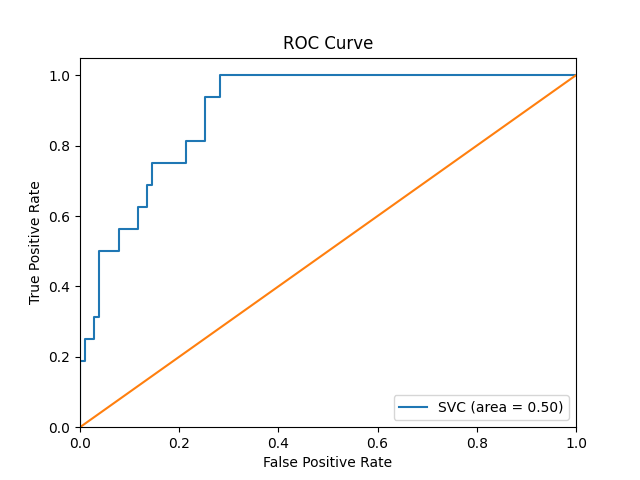 ROC Curve
1.0
0.8
0.6
0.4
0.2
0.0
True Positive Rate
SVC (area = 0.50)
0.0 0.2 0.4 0.6 0.8 1.0
False Positive Rate